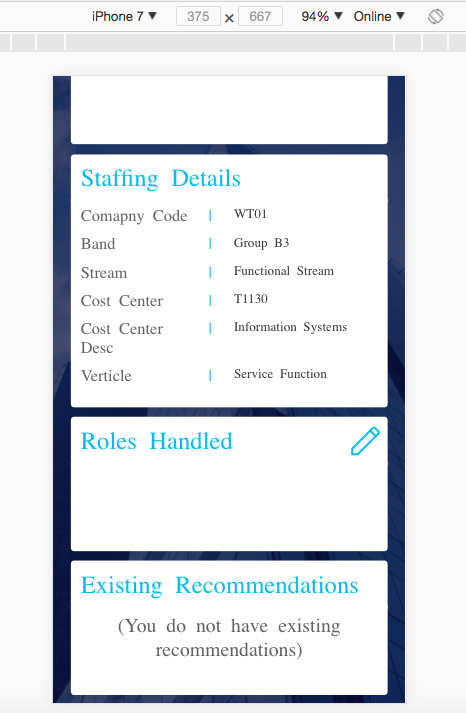 iPhone 7 ▼ 375 × 667 94% ▼ Online ▼
Staffing Details
Comapny Code | WT01
Band | Group B3
Stream | Functional Stream
Cost Center | T1130
Cost Center | Information Systems
Desc
Verticle | Service Function
Roles Handled
Existing Recommendations
(You do not have existing
recommendations)